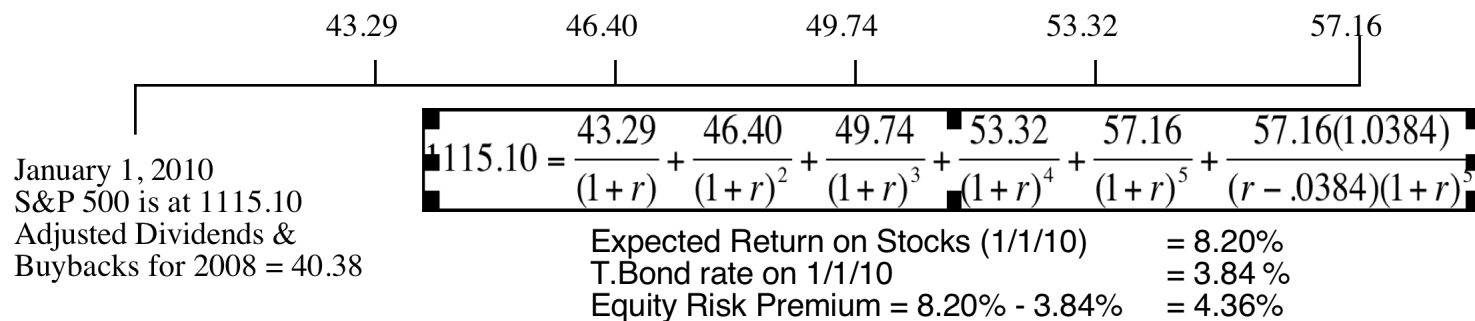 43.29 46.40 49.74 53.32 57.16
1115.10 = 43.29/(1+r) + 46.40/(1+r)^2 + 49.74/(1+r)^3 + 53.32/(1+r)^4 + 57.16/(1+r)^5 + 57.16(1.0384)/((r−.0384)(1+r)^5)
January 1, 2010
S&P 500 is at 1115.10
Adjusted Dividends &
Buybacks for 2008 = 40.38
Expected Return on Stocks (1/1/10) = 8.20%
T.Bond rate on 1/1/10 = 3.84 %
Equity Risk Premium = 8.20% - 3.84% = 4.36%